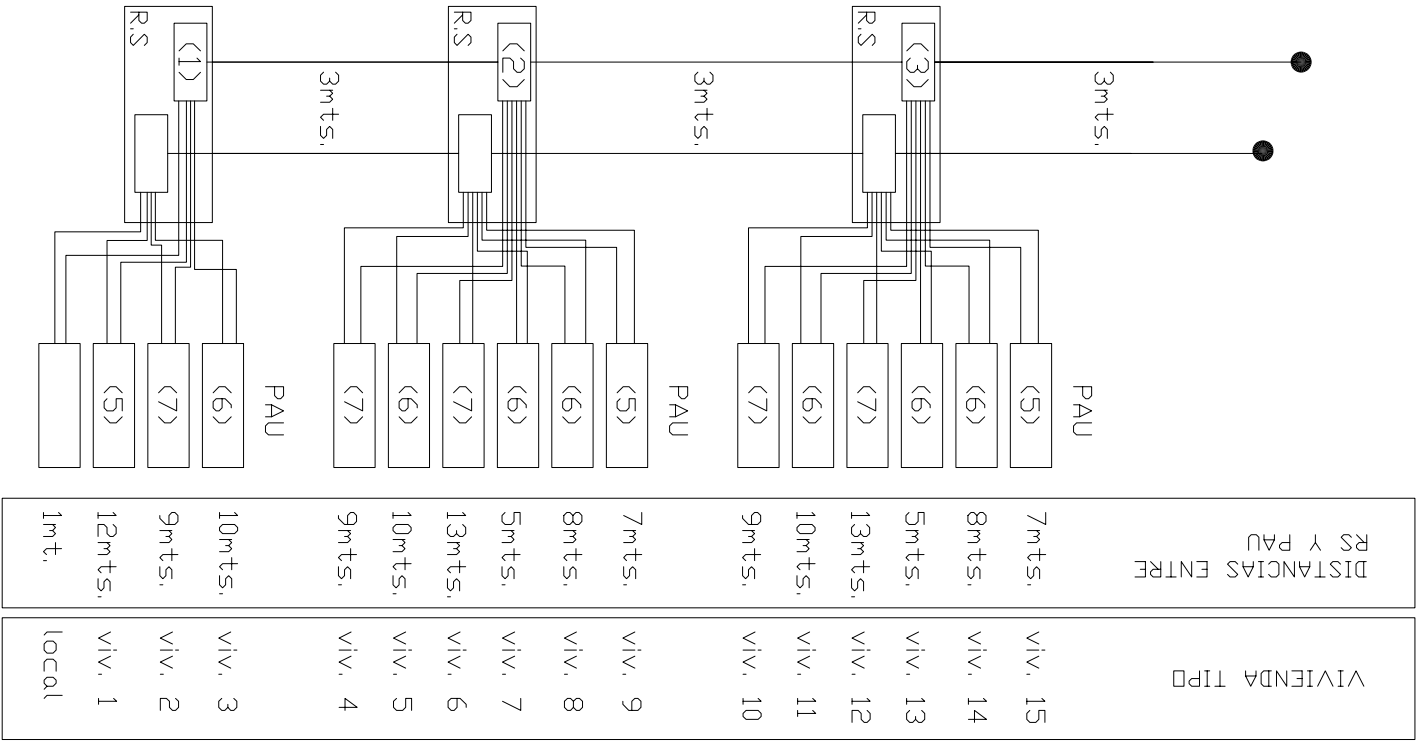 R.S
(1)
R.S
(2)
R.S
(3)
3mts.
3mts.
3mts.
(5)
(7)
(6)
PAU
(7)
(6)
(7)
(6)
(6)
(5)
PAU
(7)
(6)
(7)
(6)
(6)
(5)
PAU
1mt.
12mts.
9mts.
10mts.
9mts.
10mts.
13mts.
5mts.
8mts.
7mts.
9mts.
10mts.
13mts.
5mts.
8mts.
7mts.
DISTANCIAS ENTRE
RS Y PAU
local
viv. 1
viv. 2
viv. 3
viv. 4
viv. 5
viv. 6
viv. 7
viv. 8
viv. 9
viv. 10
viv. 11
viv. 12
viv. 13
viv. 14
viv. 15
VIVIENDA TIPO